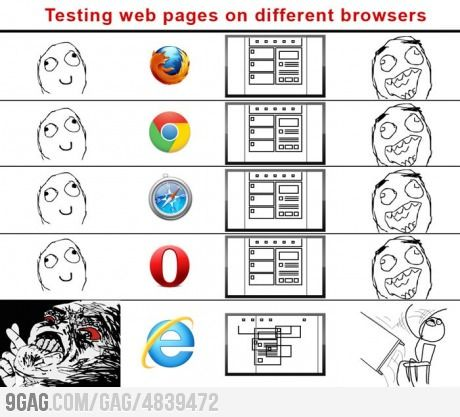 Testing web pages on different browsers
9GAG.COM/GAG/4839472